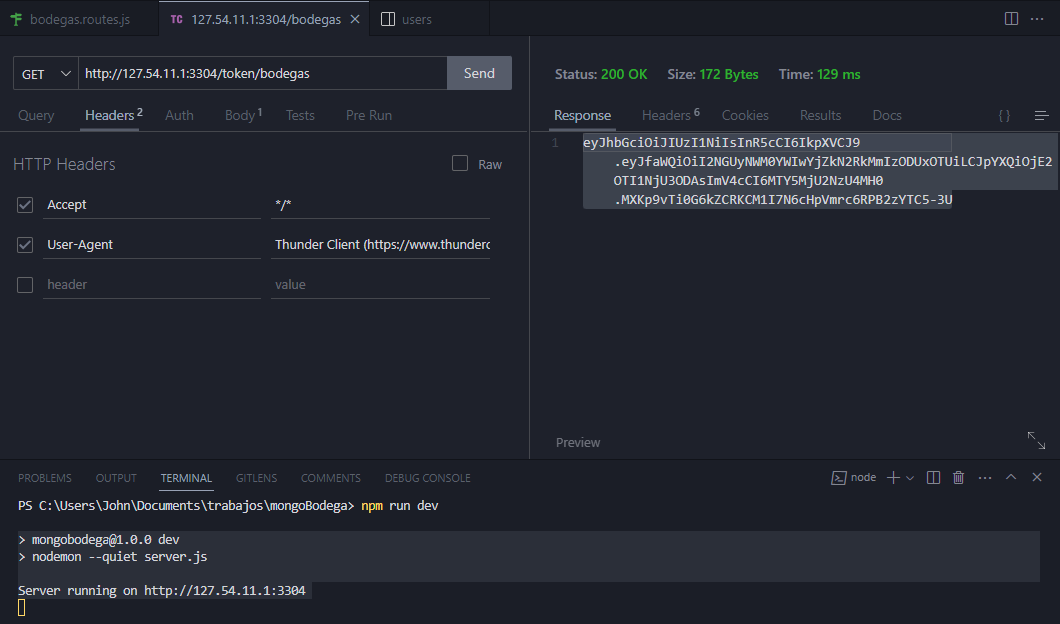 bodegas.routes.js
TC 127.54.11.1:3304/bodegas
users
GET http://127.54.11.1:3304/token/bodegas Send
Query Headers 2 Auth Body 1 Tests Pre Run
HTTP Headers Raw
Accept */*
User-Agent Thunder Client (https://www.thunderc
header value
Status: 200 OK Size: 172 Bytes Time: 129 ms
Response Headers 6 Cookies Results Docs { }
1 eyJhbGciOiJIUzI1NiIsInR5cCI6IkpXVCJ9
.eyJfaWQiOiI2NGUyNWM0YWIwYjZkN2RkMmIzODUxOTUiLCJpYXQiOjE2
OTI1NjU3ODAsImV4cCI6MTY5MjU2NzU4MH0
.MXKp9vTi0G6kZCRKCM1I7N6cHpVmrc6RPB2zYTC5-3U
Preview
PROBLEMS OUTPUT TERMINAL GITLENS COMMENTS DEBUG CONSOLE node
PS C:\Users\John\Documents\trabajos\mongoBodega> npm run dev
> mongobodega@1.0.0 dev
> nodemon --quiet server.js
Server running on http://127.54.11.1:3304